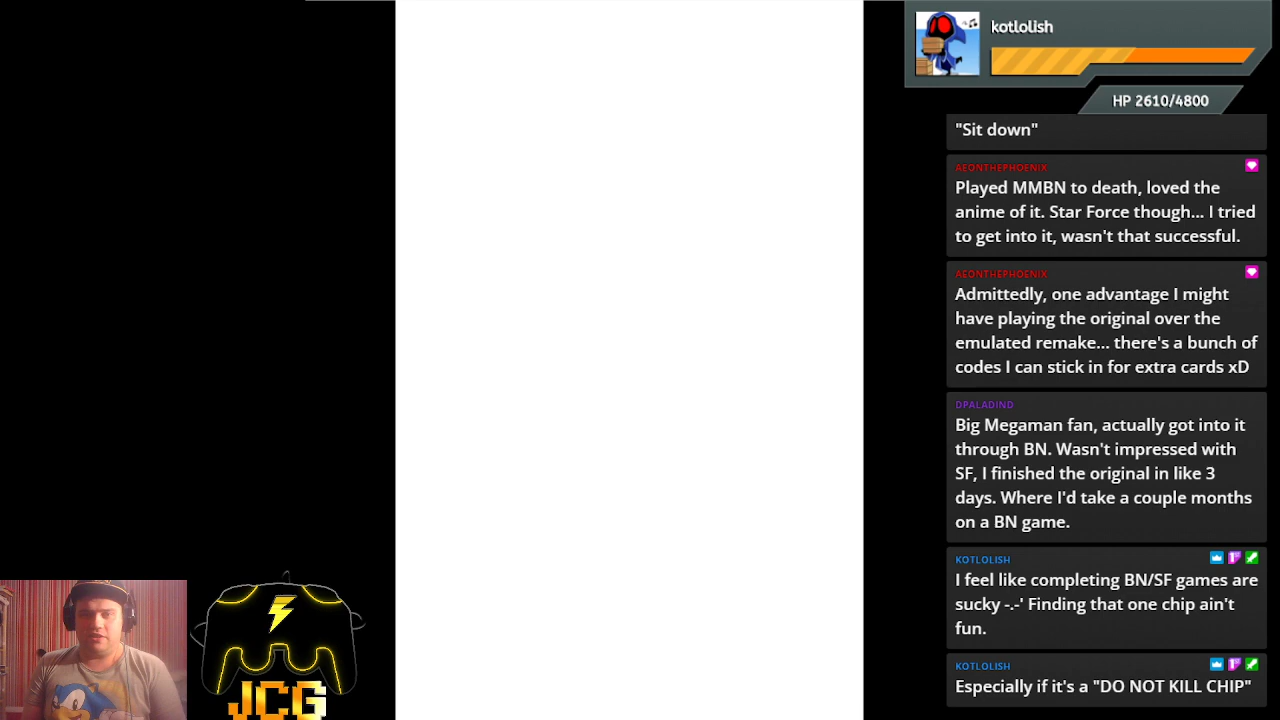 kotlolish
HP 2610/4800
"Sit down"
AEONTHEPHOENIX
Played MMBN to death, loved the
anime of it. Star Force though... I tried
to get into it, wasn't that successful.
AEONTHEPHOENIX
Admittedly, one advantage I might
have playing the original over the
emulated remake... there's a bunch of
codes I can stick in for extra cards xD
DPALADIND
Big Megaman fan, actually got into it
through BN. Wasn't impressed with
SF, I finished the original in like 3
days. Where I'd take a couple months
on a BN game.
KOTLOLISH
I feel like completing BN/SF games are
sucky -.-' Finding that one chip ain't
fun.
KOTLOLISH
Especially if it's a "DO NOT KILL CHIP"
JCG